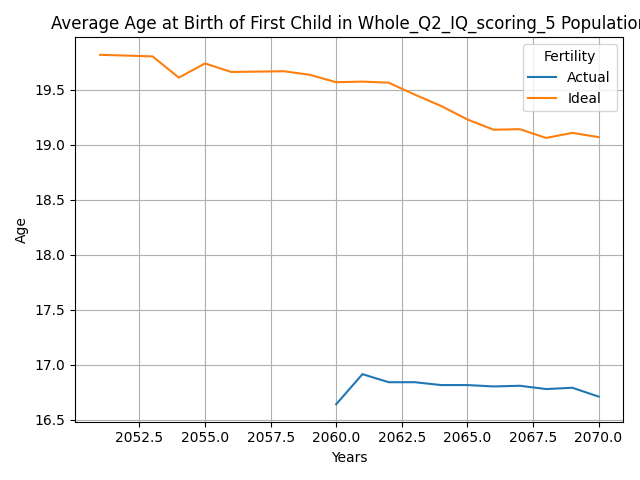 Average Age at Birth of First Child in Whole_Q2_IQ_scoring_5 Population
Fertility
Actual
Ideal
19.5
19.0
18.5
18.0
17.5
17.0
16.5
Age
2052.5 2055.0 2057.5 2060.0 2062.5 2065.0 2067.5 2070.0
Years